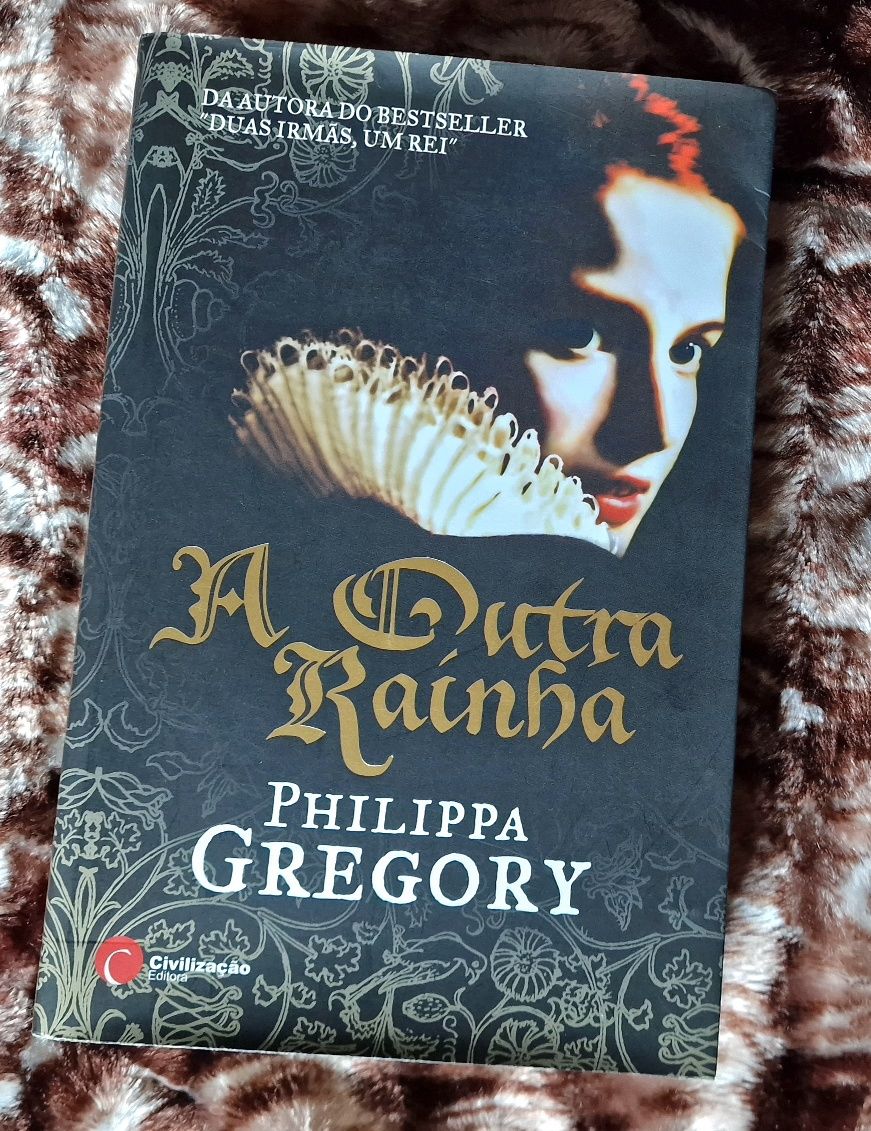 DA AUTORA DO BESTSELLER
"DUAS IRMÃS, UM REI"
A Outra
Rainha
PHILIPPA
GREGORY
Civilização
Editora